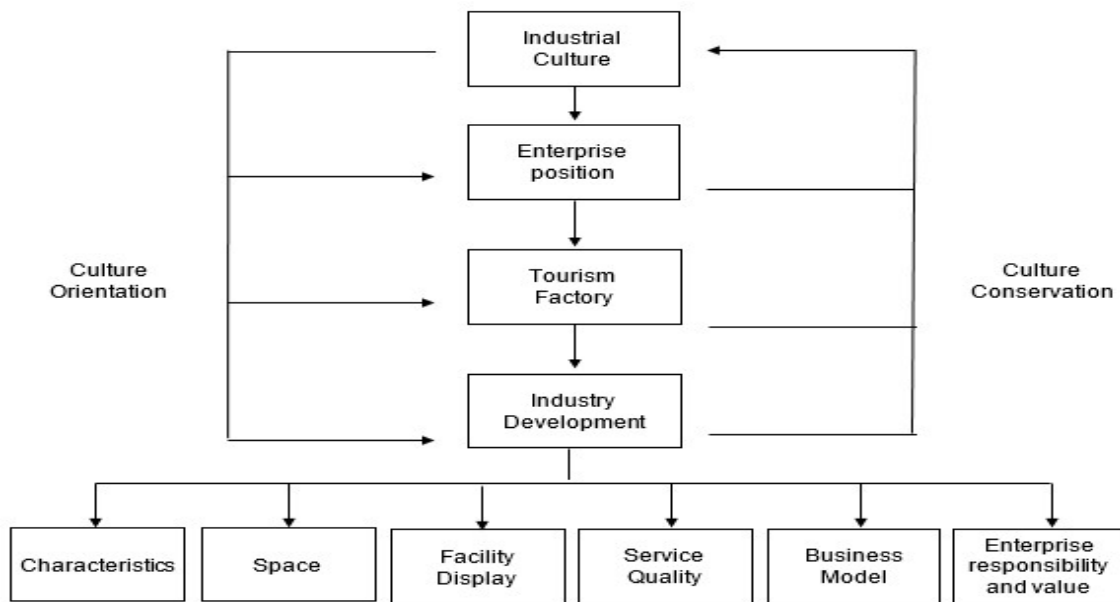 Industrial
Culture
Enterprise
position
Culture
Orientation
Tourism
Factory
Culture
Conservation
Industry
Development
Characteristics
Space
Facility
Display
Service
Quality
Business
Model
Enterprise
responsibility
and value